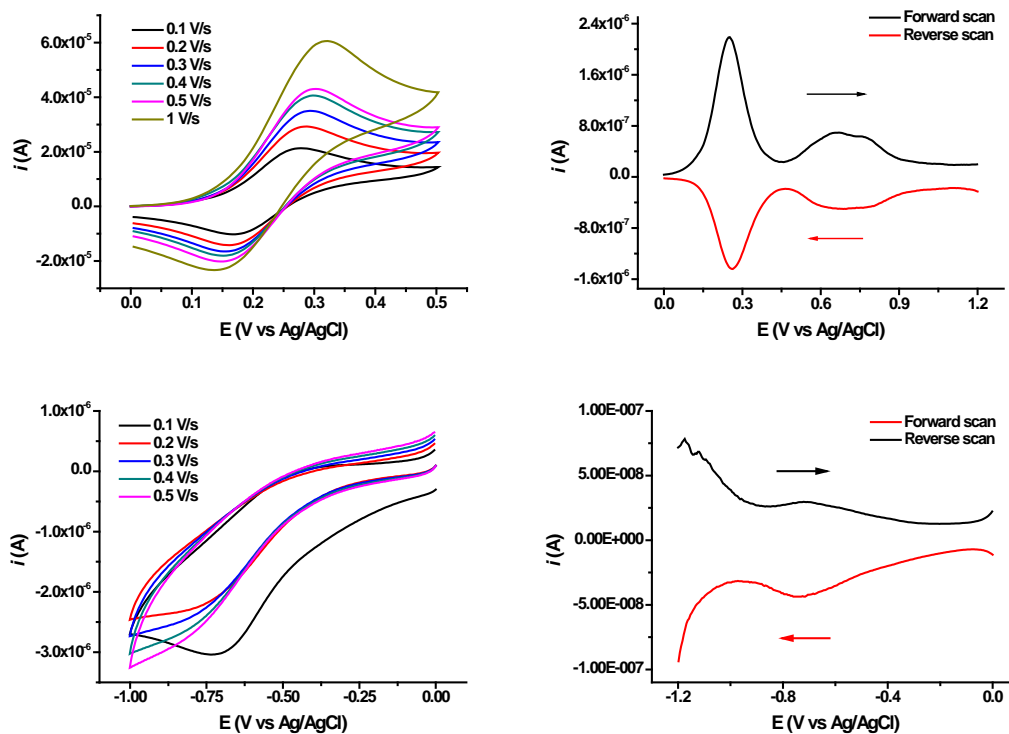 0.1 V/s
0.2 V/s
0.3 V/s
0.4 V/s
0.5 V/s
1 V/s
6.0x10⁻⁵
4.0x10⁻⁵
2.0x10⁻⁵
0.0
-2.0x10⁻⁵
i (A)
0.0 0.1 0.2 0.3 0.4 0.5
E (V vs Ag/AgCl)
Forward scan
Reverse scan
2.4x10⁻⁶
1.6x10⁻⁶
8.0x10⁻⁷
0.0
-8.0x10⁻⁷
-1.6x10⁻⁶
i (A)
0.0 0.3 0.6 0.9 1.2
E (V vs Ag/AgCl)
0.1 V/s
0.2 V/s
0.3 V/s
0.4 V/s
0.5 V/s
1.0x10⁻⁶
0.0
-1.0x10⁻⁶
-2.0x10⁻⁶
-3.0x10⁻⁶
i (A)
-1.00 -0.75 -0.50 -0.25 0.00
E (V vs Ag/AgCl)
Forward scan
Reverse scan
1.00E-007
5.00E-008
0.00E+000
-5.00E-008
-1.00E-007
i (A)
-1.2 -0.8 -0.4 0.0
E (V vs Ag/AgCl)